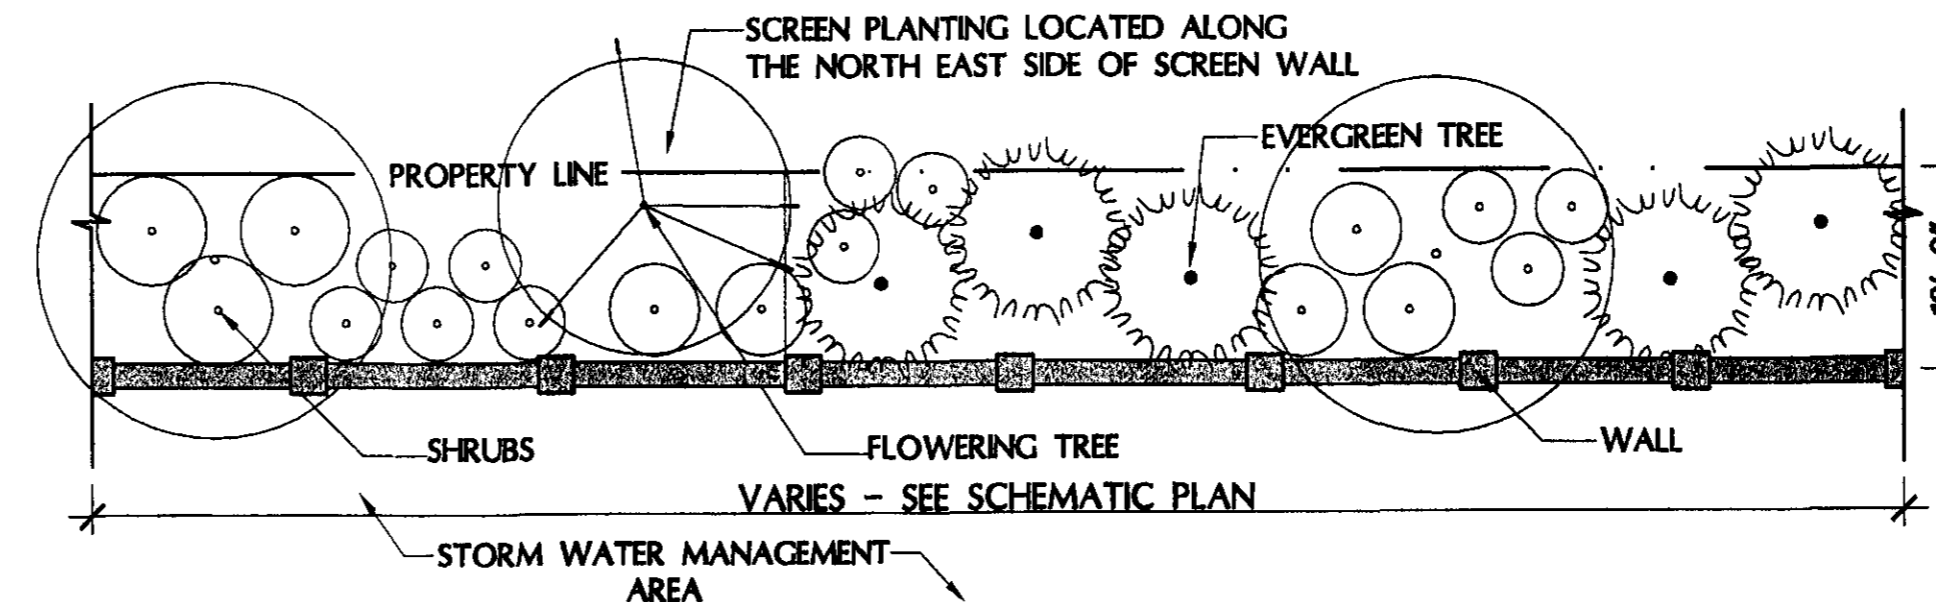 SCREEN PLANTING LOCATED ALONG
THE NORTH EAST SIDE OF SCREEN WALL
EVERGREEN TREE
PROPERTY LINE
SHRUBS
FLOWERING TREE
WALL
VARIES - SEE SCHEMATIC PLAN
STORM WATER MANAGEMENT
AREA